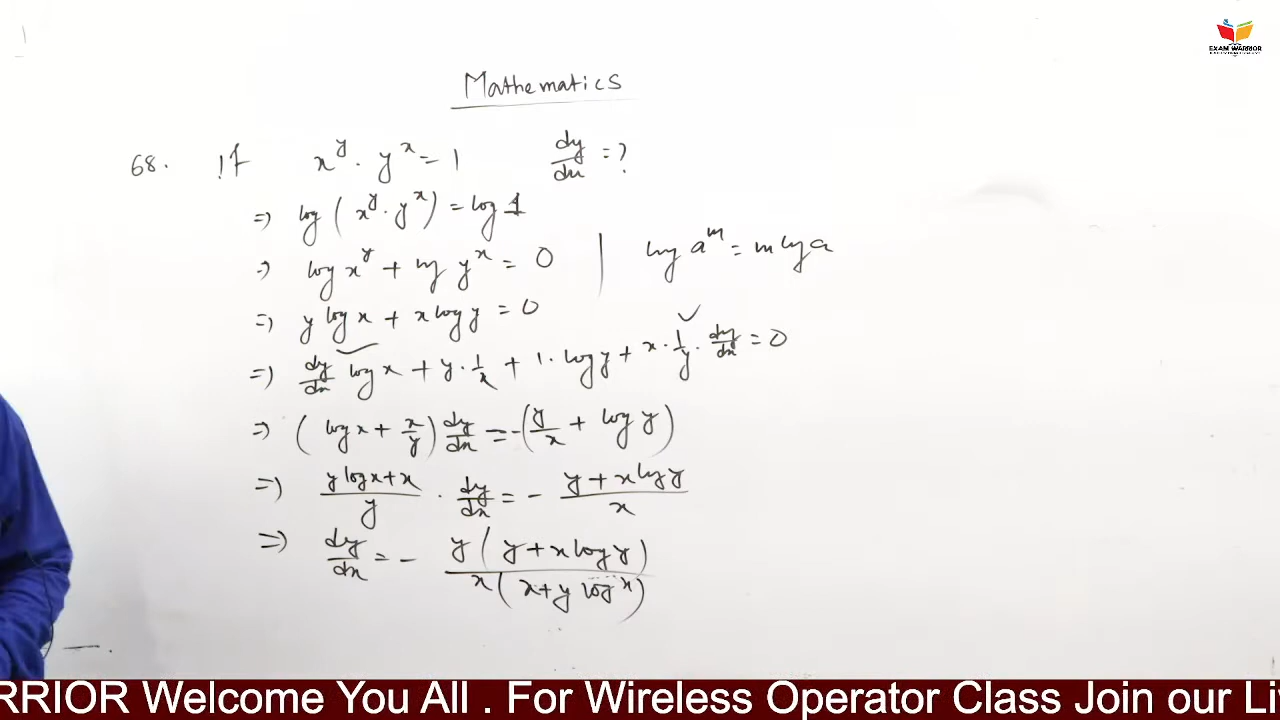 EXAM WARRIOR
Mathematics
68. If x^y · y^x = 1 dy/dx = ?
⇒ log(x^y · y^x) = log 1
⇒ log x^y + log y^x = 0 | log a^m = m log a
⇒ y log x + x log y = 0
⇒ dy/dx log x + y · 1/x + 1 · log y + x · 1/y · dy/dx = 0
⇒ (log x + x/y) dy/dx = -(y/x + log y)
⇒ (y log x + x)/y · dy/dx = - (y + x log y)/x
⇒ dy/dx = - y(y + x log y)/x(x + y log x)
RRIOR Welcome You All . For Wireless Operator Class Join our Li